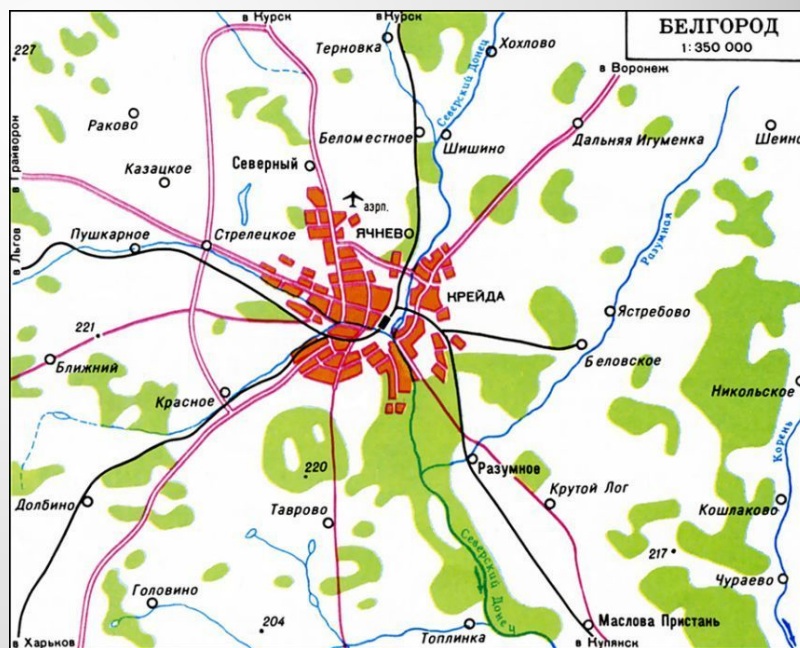 БЕЛГОРОД
1: 350 000
в Курск
в Курск
227
Терновка
Хохлово
Северский Донец
в Воронеж
Раково
Беломестное
Шишино
Дальняя Игуменка
Шеино
в Грайворон
Казацкое
Северный
аэрп.
Пушкарное
Стрелецкое
ЯЧНЕВО
Разумная
в Льгов
КРЕЙДА
Ястребово
221
Ближний
Беловское
Красное
Никольское
Корень
220
Разумное
Крутой Лог
Долбино
Таврово
Кошлаково
Северский Донец
217
Чураево
Головино
204
Топлинка
Маслова Пристань
в Харьков
в Купянск